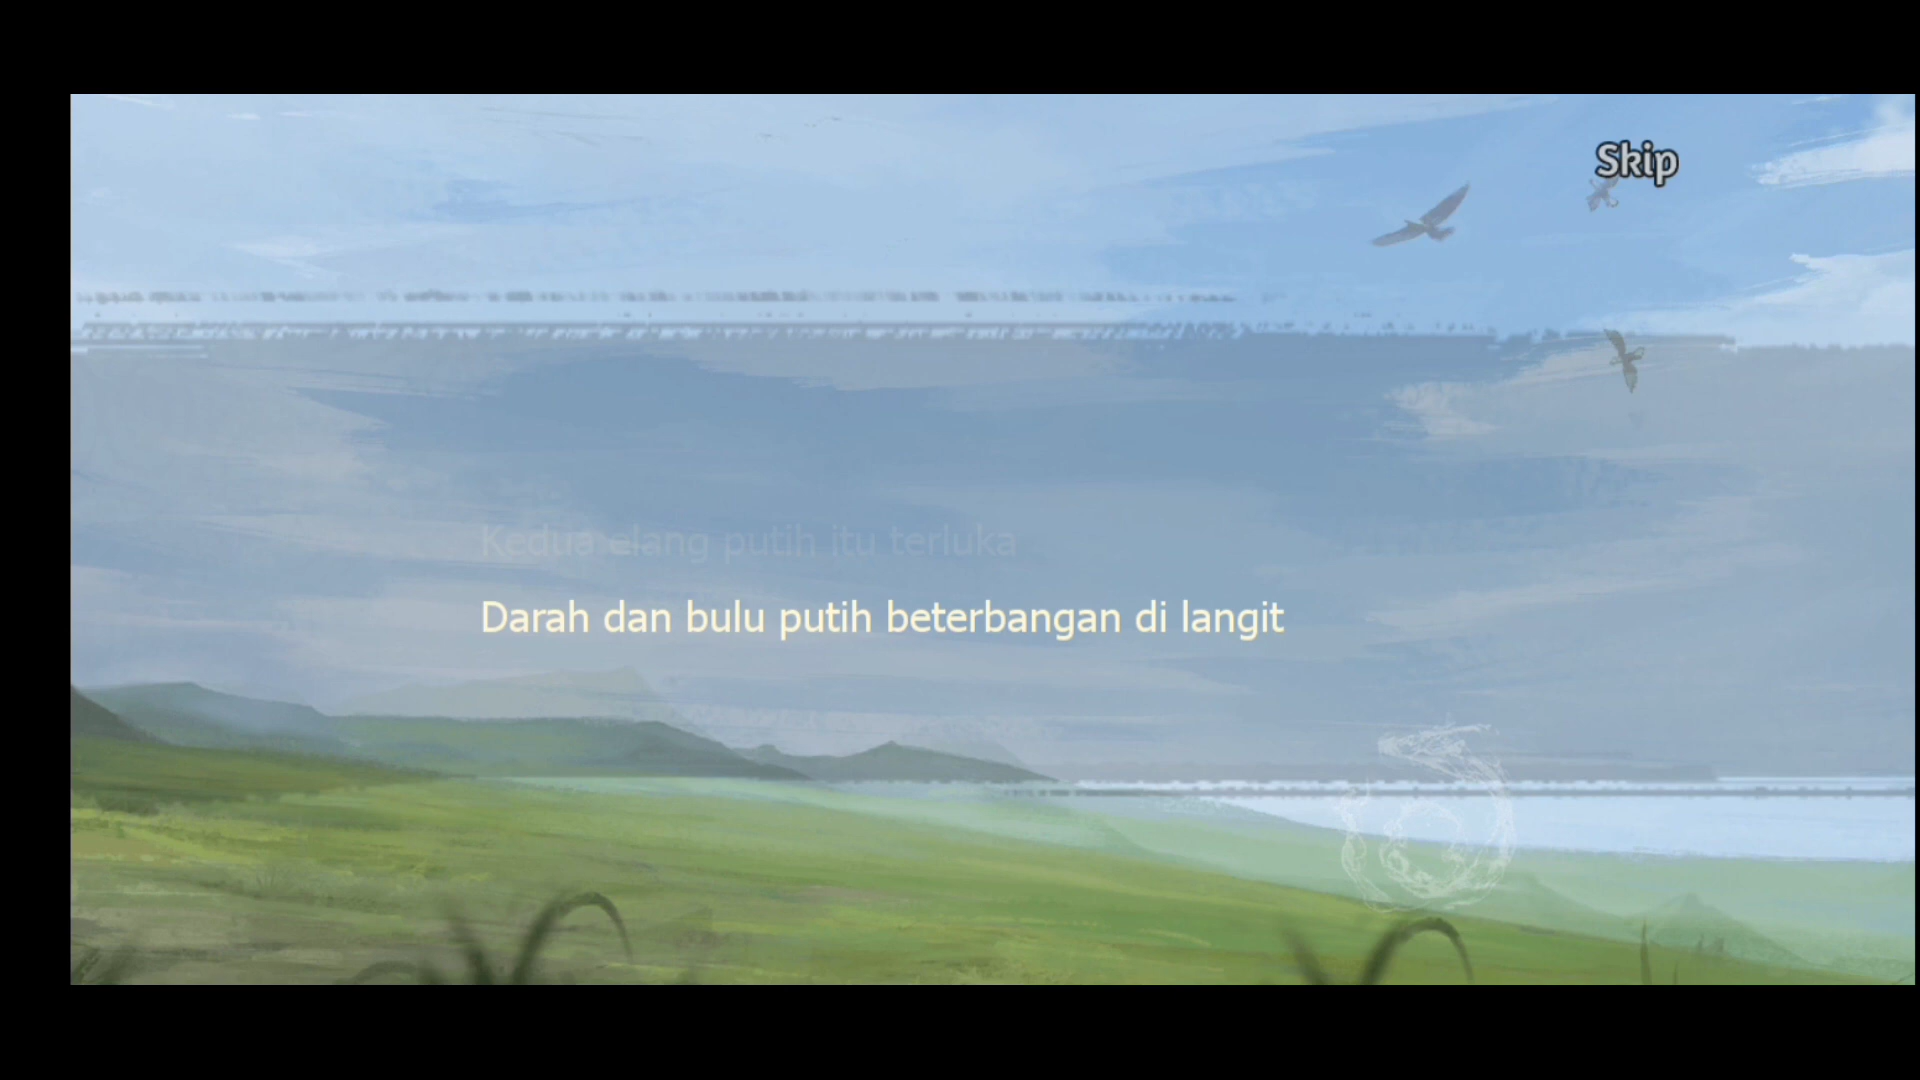 Skip
Kedua elang putih itu terluka
Darah dan bulu putih beterbangan di langit